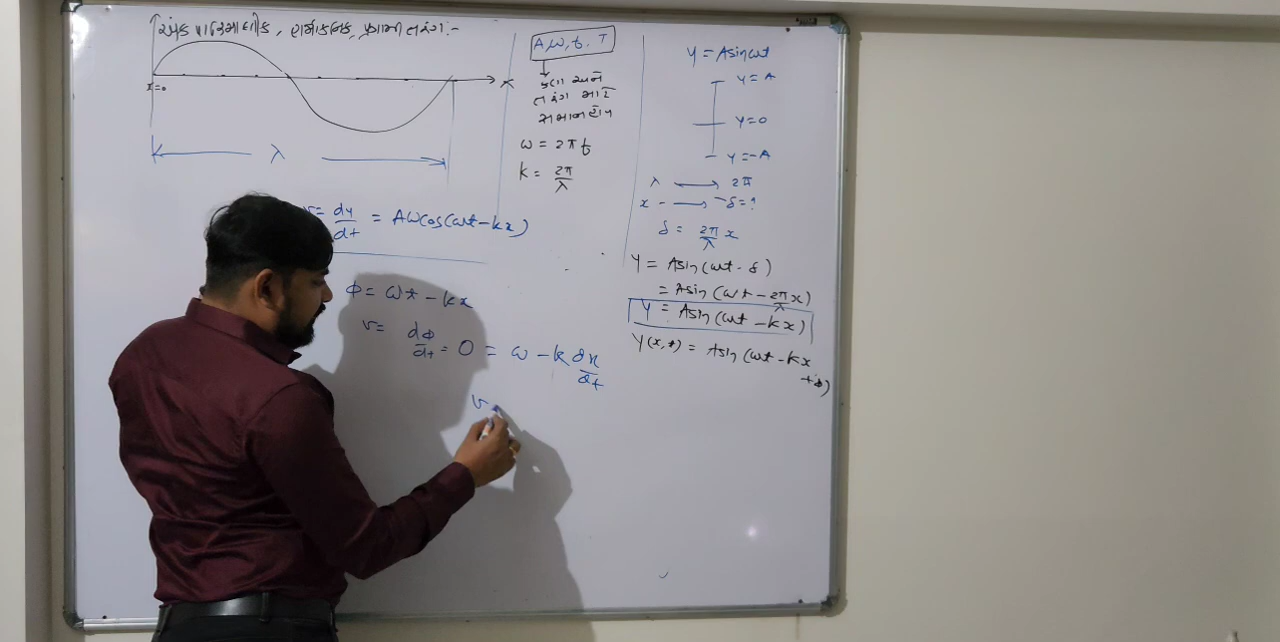 એક પારિમાણીક, હાર્મોનિક, પ્રગામી તરંગ:-
x=0
x
λ
A, ω, f, T
કણ અને
તરંગ માટે
સમાન હોય
ω = 2πf
k = 2π/λ
v = dy/dt = Aω cos(ωt-kx)
φ = ωt - kx
v = dφ/dt = 0 = ω - k dx/dt
v =
y = A sin ωt
y = A
y = 0
y = -A
λ ⟷ 2π
x → δ = ?
δ = 2π/λ x
y = A sin (ωt - δ)
= A sin (ωt - 2π/λ x)
y = A sin (ωt - kx)
y(x, t) = A sin (ωt - kx
+ φ)